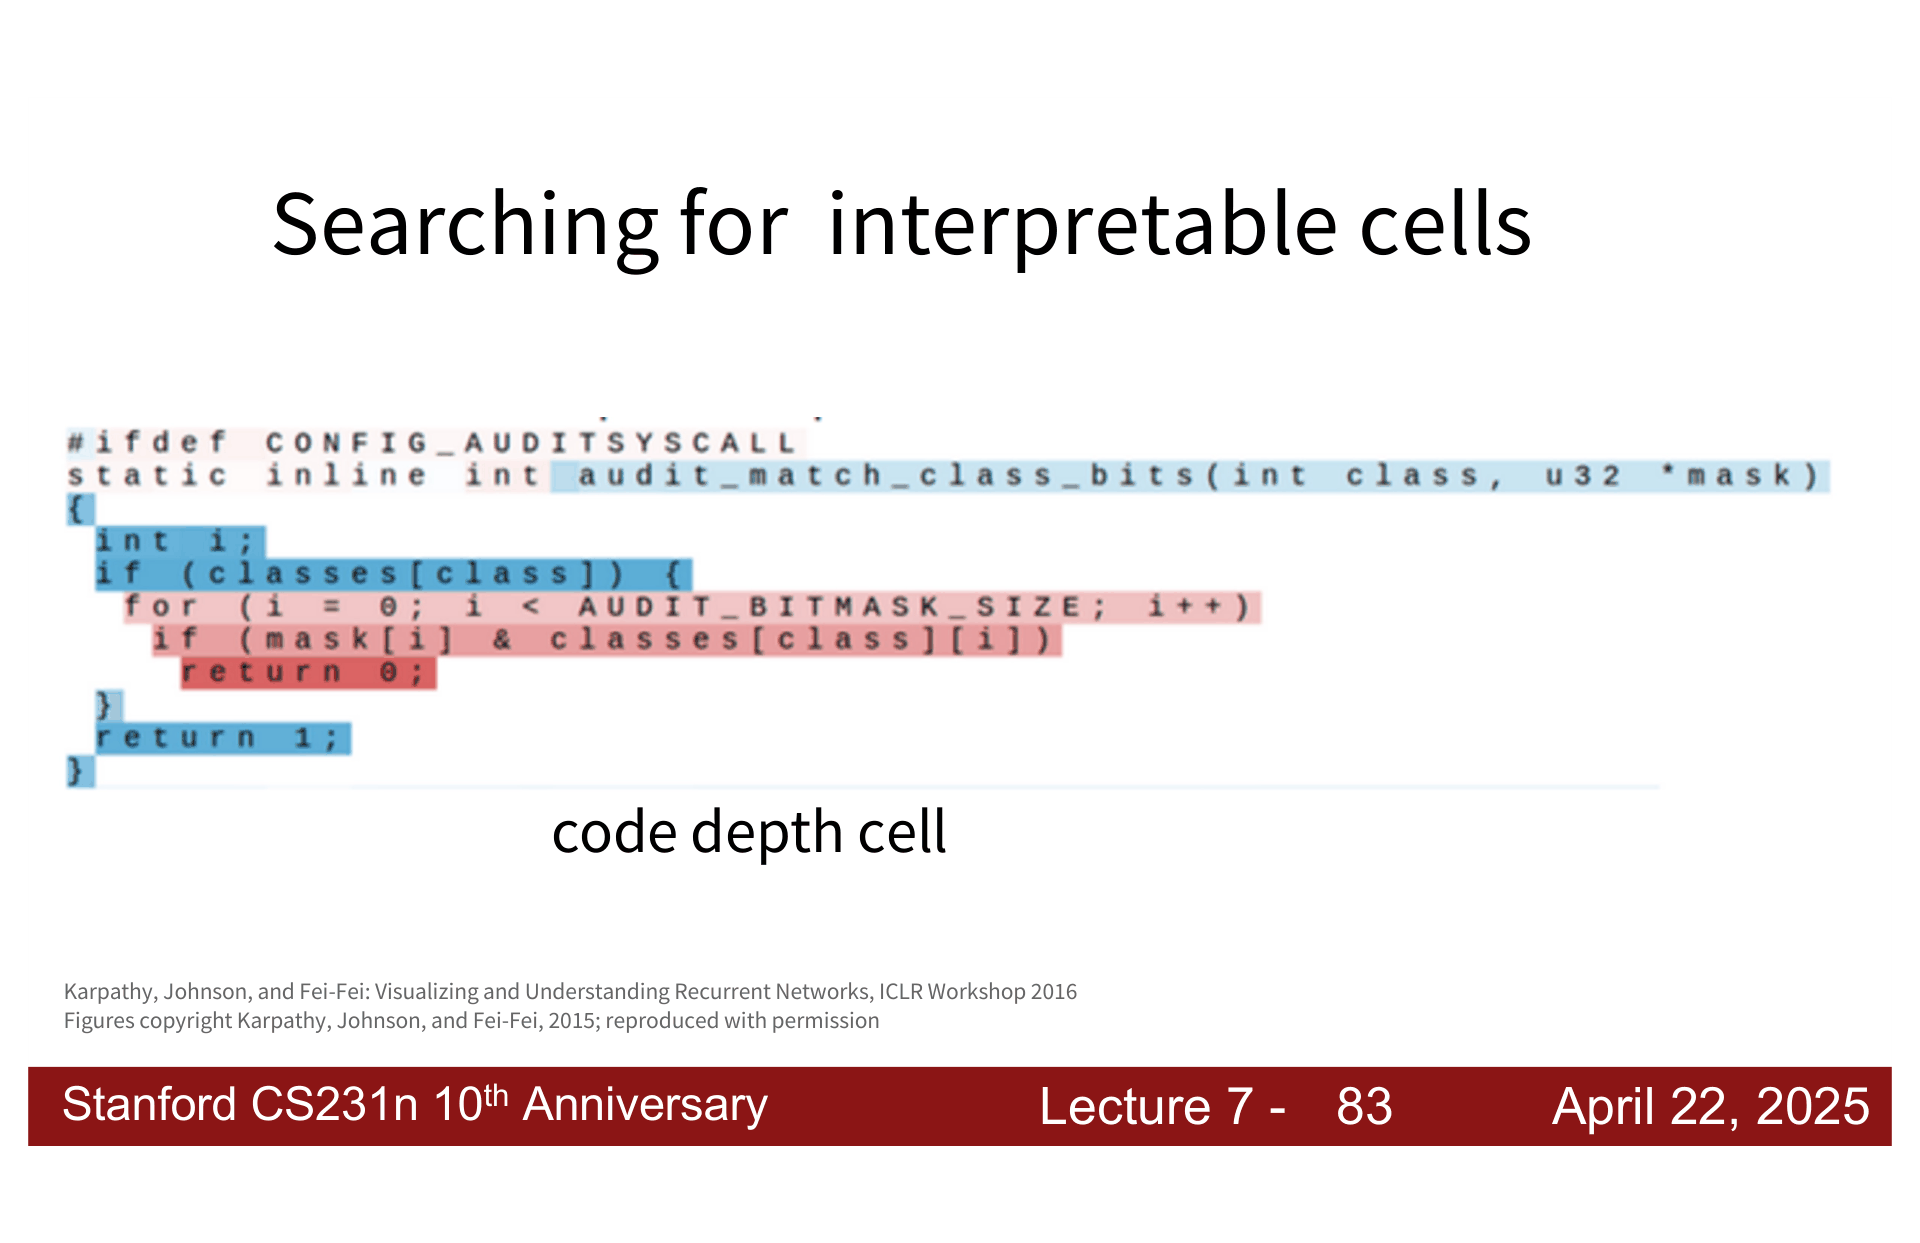 Searching for  interpretable cells
#ifdef CONFIG_AUDITSYSCALL
static inline int audit_match_class_bits(int class, u32 *mask)
{
 int i;
 if (classes[class]) {
  for (i = 0; i < AUDIT_BITMASK_SIZE; i++)
   if (mask[i] & classes[class][i])
    return 0;
 }
 return 1;
}
code depth cell
Karpathy, Johnson, and Fei-Fei: Visualizing and Understanding Recurrent Networks, ICLR Workshop 2016
Figures copyright Karpathy, Johnson, and Fei-Fei, 2015; reproduced with permission
Stanford CS231n 10th Anniversary Lecture 7 - 83 April 22, 2025